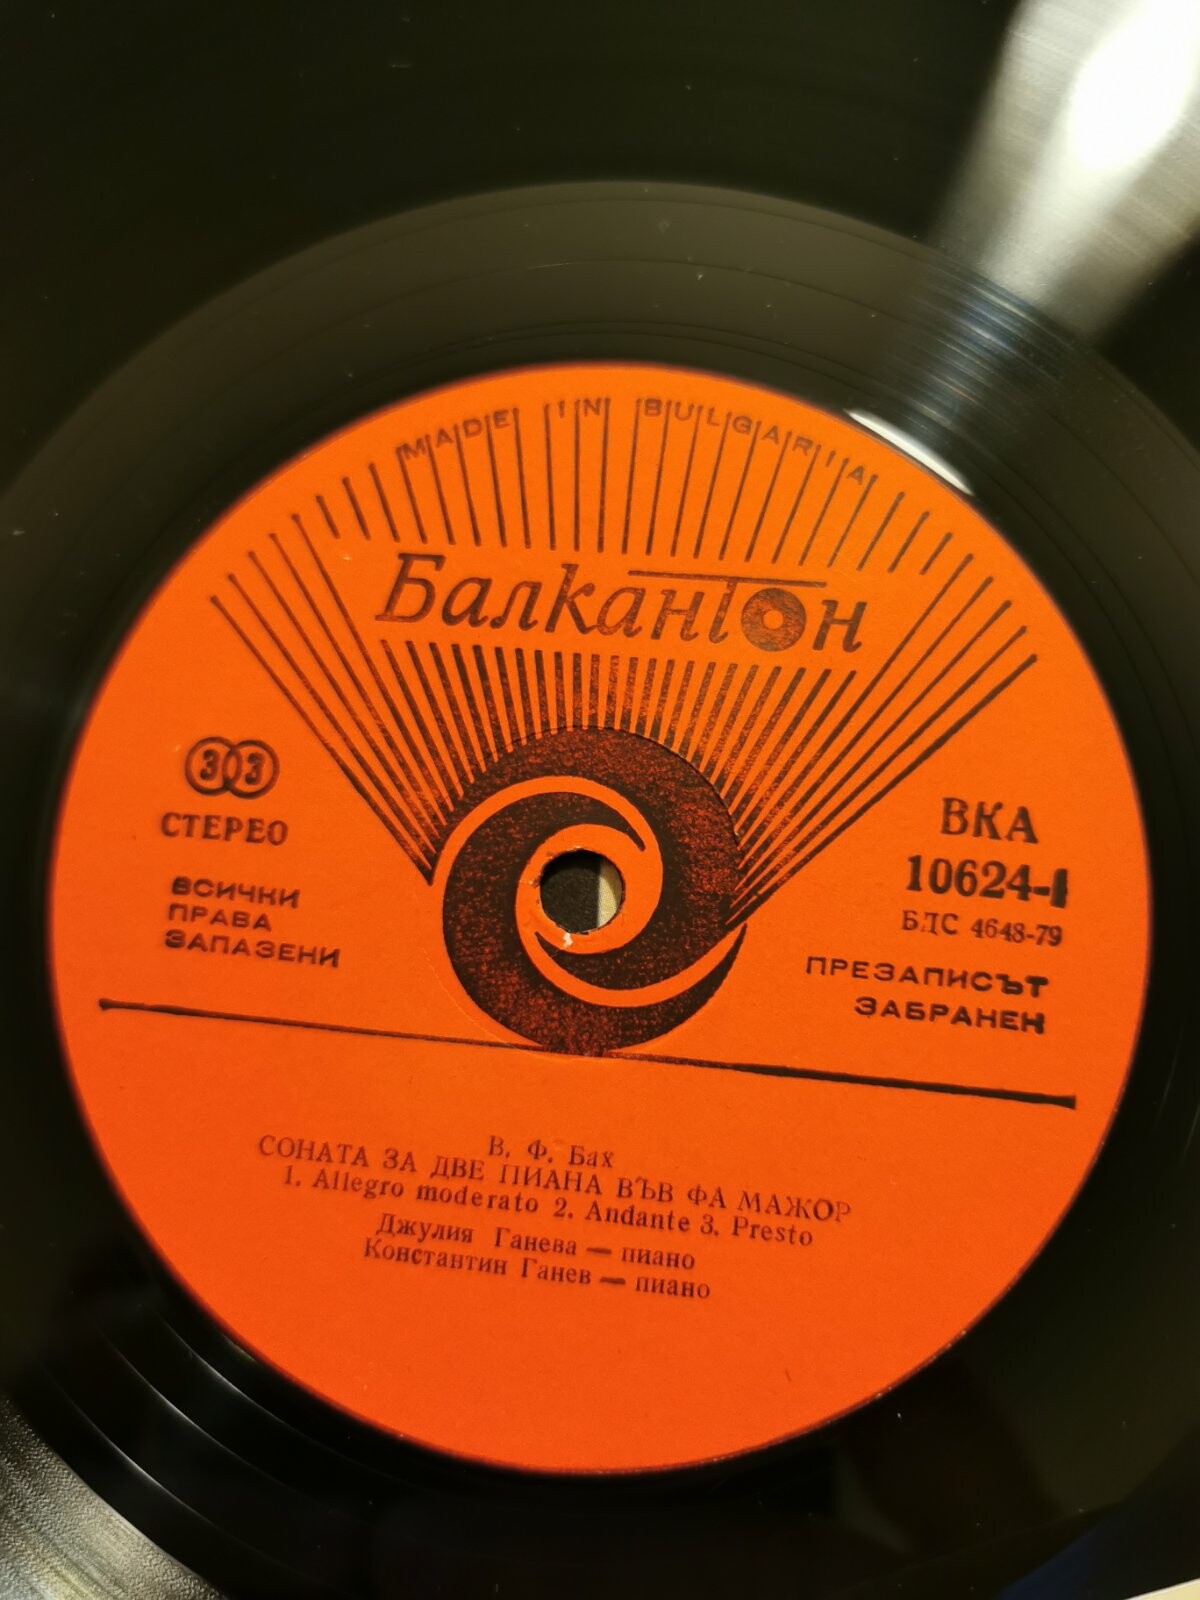 MADE IN BULGARIA
Балкантон
33
СТЕРЕО
ВСИЧКИ
ПРАВА
ЗАПАЗЕНИ
ВКА
10624-I
БДС 4648-79
ПРЕЗАПИСЪТ
ЗАБРАНЕН
В. Ф. Бах
СОНАТА ЗА ДВЕ ПИАНА ВЪВ ФА МАЖОР
1. Allegro moderato 2. Andante 3. Presto
Джулия Ганева — пиано
Константин Ганев — пиано